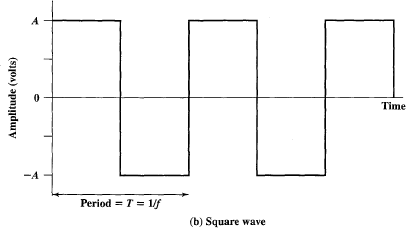 Amplitude (volts)
A
0
−A
Time
Period = T = 1/f
(b) Square wave